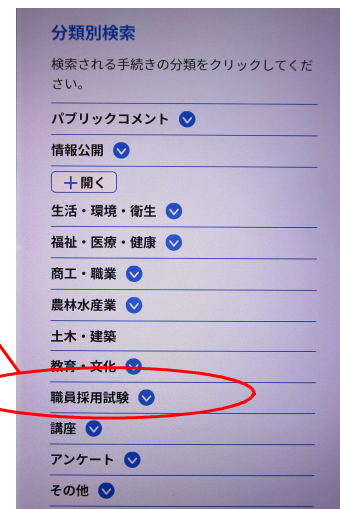 分類別検索
検索される手続きの分類をクリックしてくだ
さい。
パブリックコメント
情報公開
＋開く
生活・環境・衛生
福祉・医療・健康
商工・職業
農林水産業
土木・建築
教育・文化
職員採用試験
講座
アンケート
その他